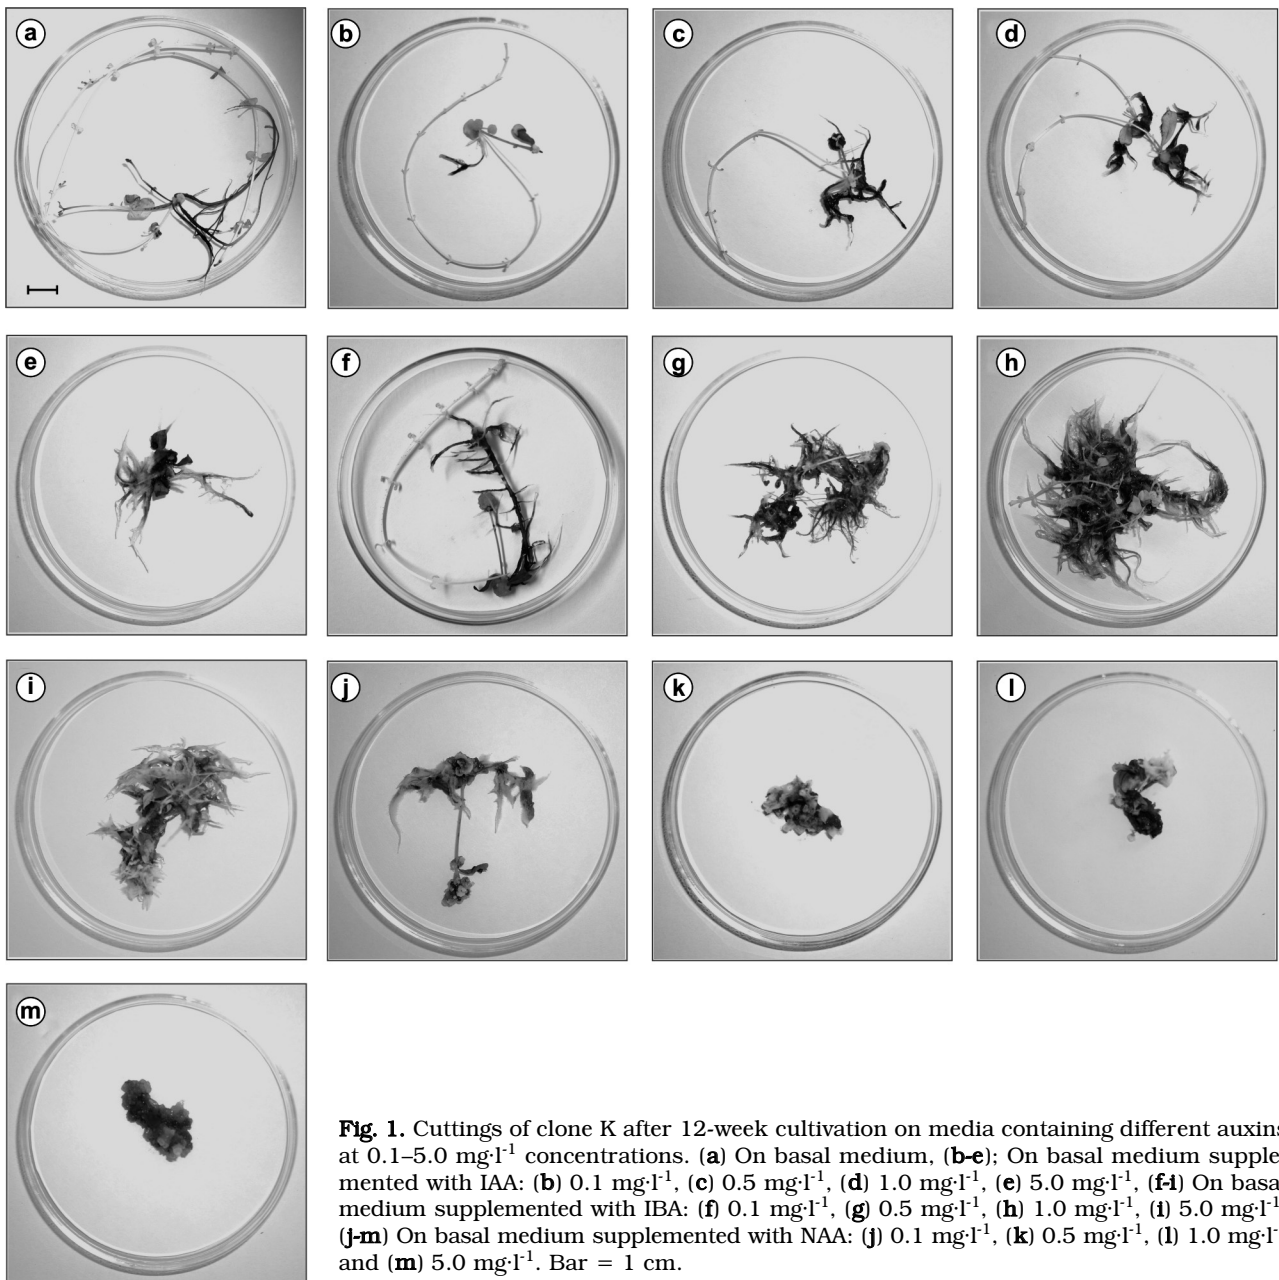 a
b
c
d
e
f
g
h
i
j
k
l
m
Fig. 1. Cuttings of clone K after 12-week cultivation on media containing different auxins
at 0.1–5.0 mg·l-1 concentrations. (a) On basal medium, (b-e); On basal medium supple-
mented with IAA: (b) 0.1 mg·l-1, (c) 0.5 mg·l-1, (d) 1.0 mg·l-1, (e) 5.0 mg·l-1, (f-i) On basal
medium supplemented with IBA: (f) 0.1 mg·l-1, (g) 0.5 mg·l-1, (h) 1.0 mg·l-1, (i) 5.0 mg·l-1
(j-m) On basal medium supplemented with NAA: (j) 0.1 mg·l-1, (k) 0.5 mg·l-1, (l) 1.0 mg·l-
and (m) 5.0 mg·l-1. Bar = 1 cm.